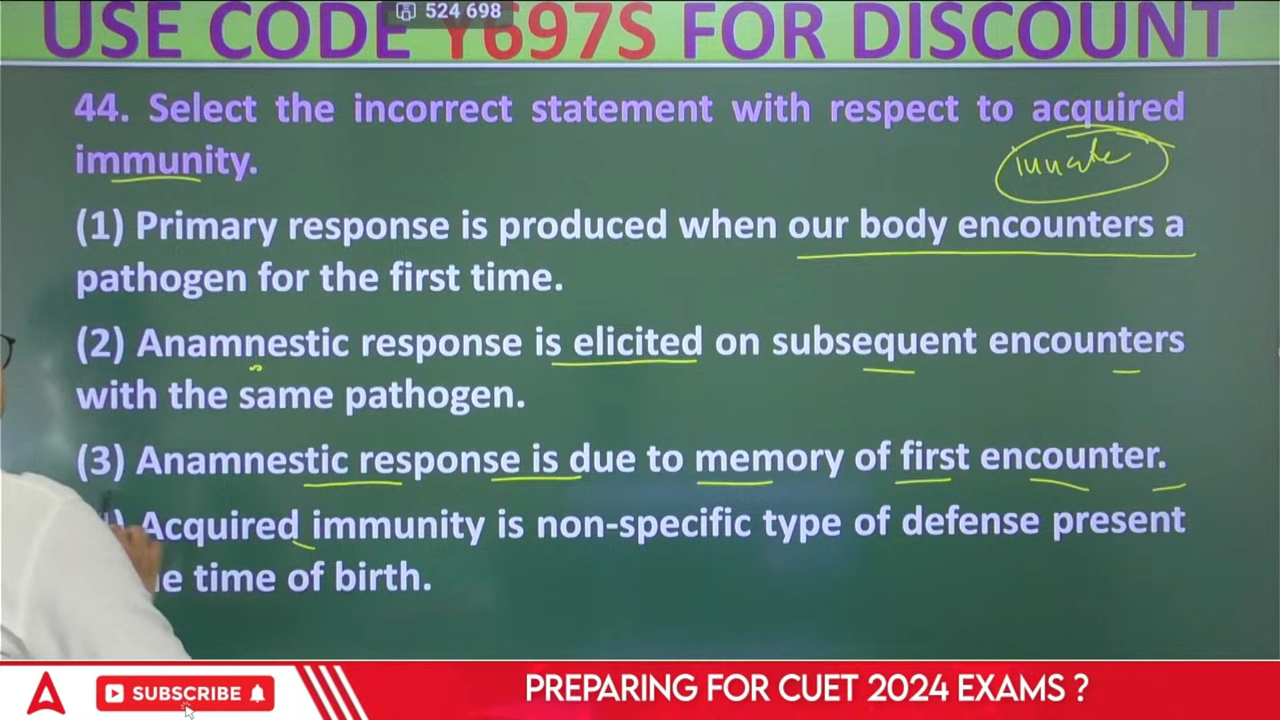 524 698
USE CODE Y697S FOR DISCOUNT
44. Select the incorrect statement with respect to acquired
immunity.
innate
(1) Primary response is produced when our body encounters a
pathogen for the first time.
(2) Anamnestic response is elicited on subsequent encounters
with the same pathogen.
(3) Anamnestic response is due to memory of first encounter.
Acquired immunity is non-specific type of defense present
time of birth.
SUBSCRIBE
PREPARING FOR CUET 2024 EXAMS ?